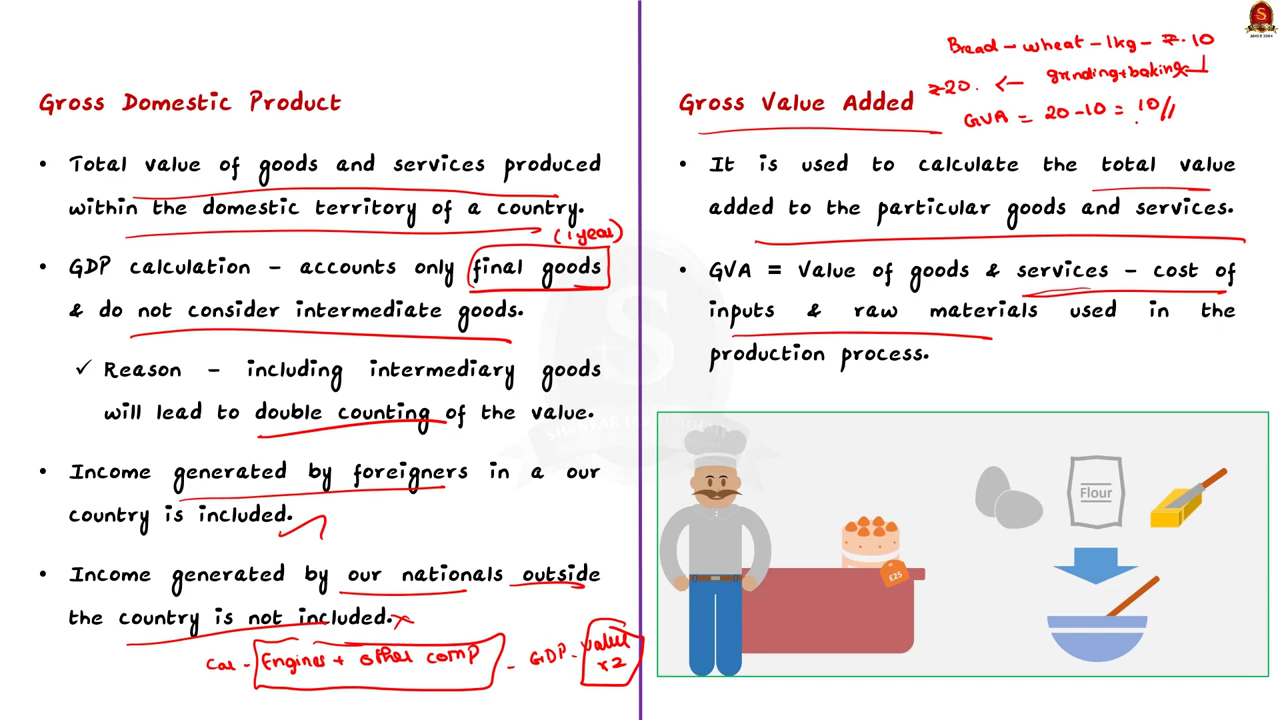 Gross Domestic Product
• Total value of goods and services produced
within the domestic territory of a country.
(1 year)
• GDP calculation - accounts only final goods
& do not consider intermediate goods.
✓ Reason - including intermediary goods
will lead to double counting of the value.
• Income generated by foreigners in a our
country is included.
• Income generated by our nationals outside
the country is not included.
Car - Engines + other comp - GDP - value
x2
Bread - wheat - 1kg - ₹.10
₹20. ← grinding + baking
GVA = 20 - 10 = 10//
Gross Value Added
• It is used to calculate the total value
added to the particular goods and services.
• GVA = Value of goods & services - cost of
inputs & raw materials used in the
production process.
Flour
£25
S
SINCE 2004